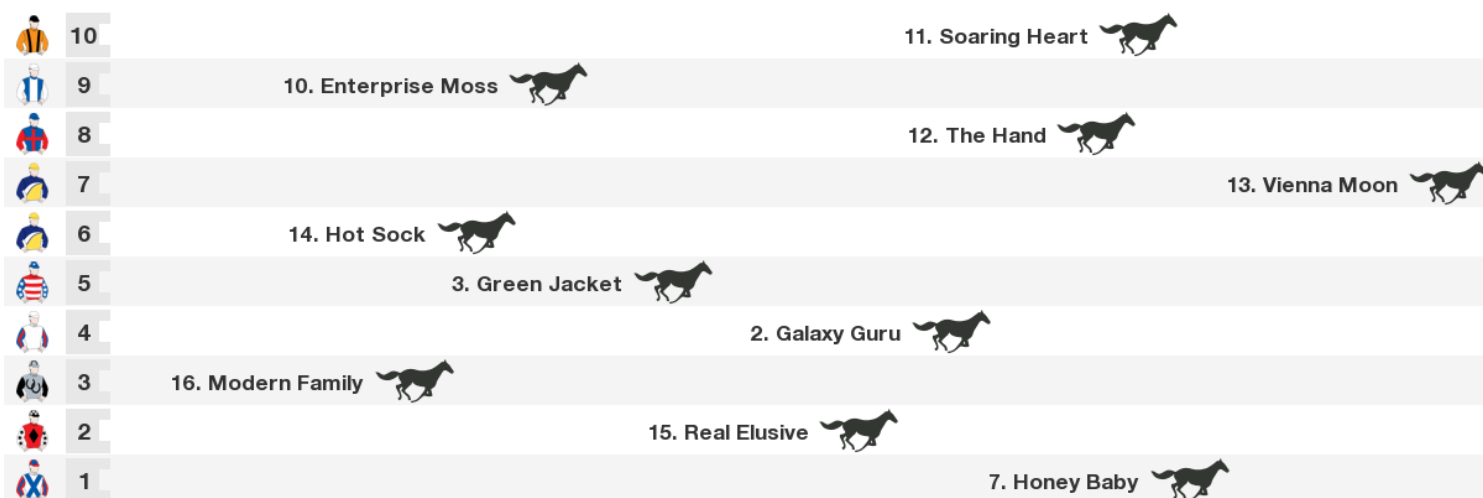 10 11. Soaring Heart
9 10. Enterprise Moss
8 12. The Hand
7 13. Vienna Moon
6 14. Hot Sock
5 3. Green Jacket
4 2. Galaxy Guru
3 16. Modern Family
2 15. Real Elusive
1 7. Honey Baby